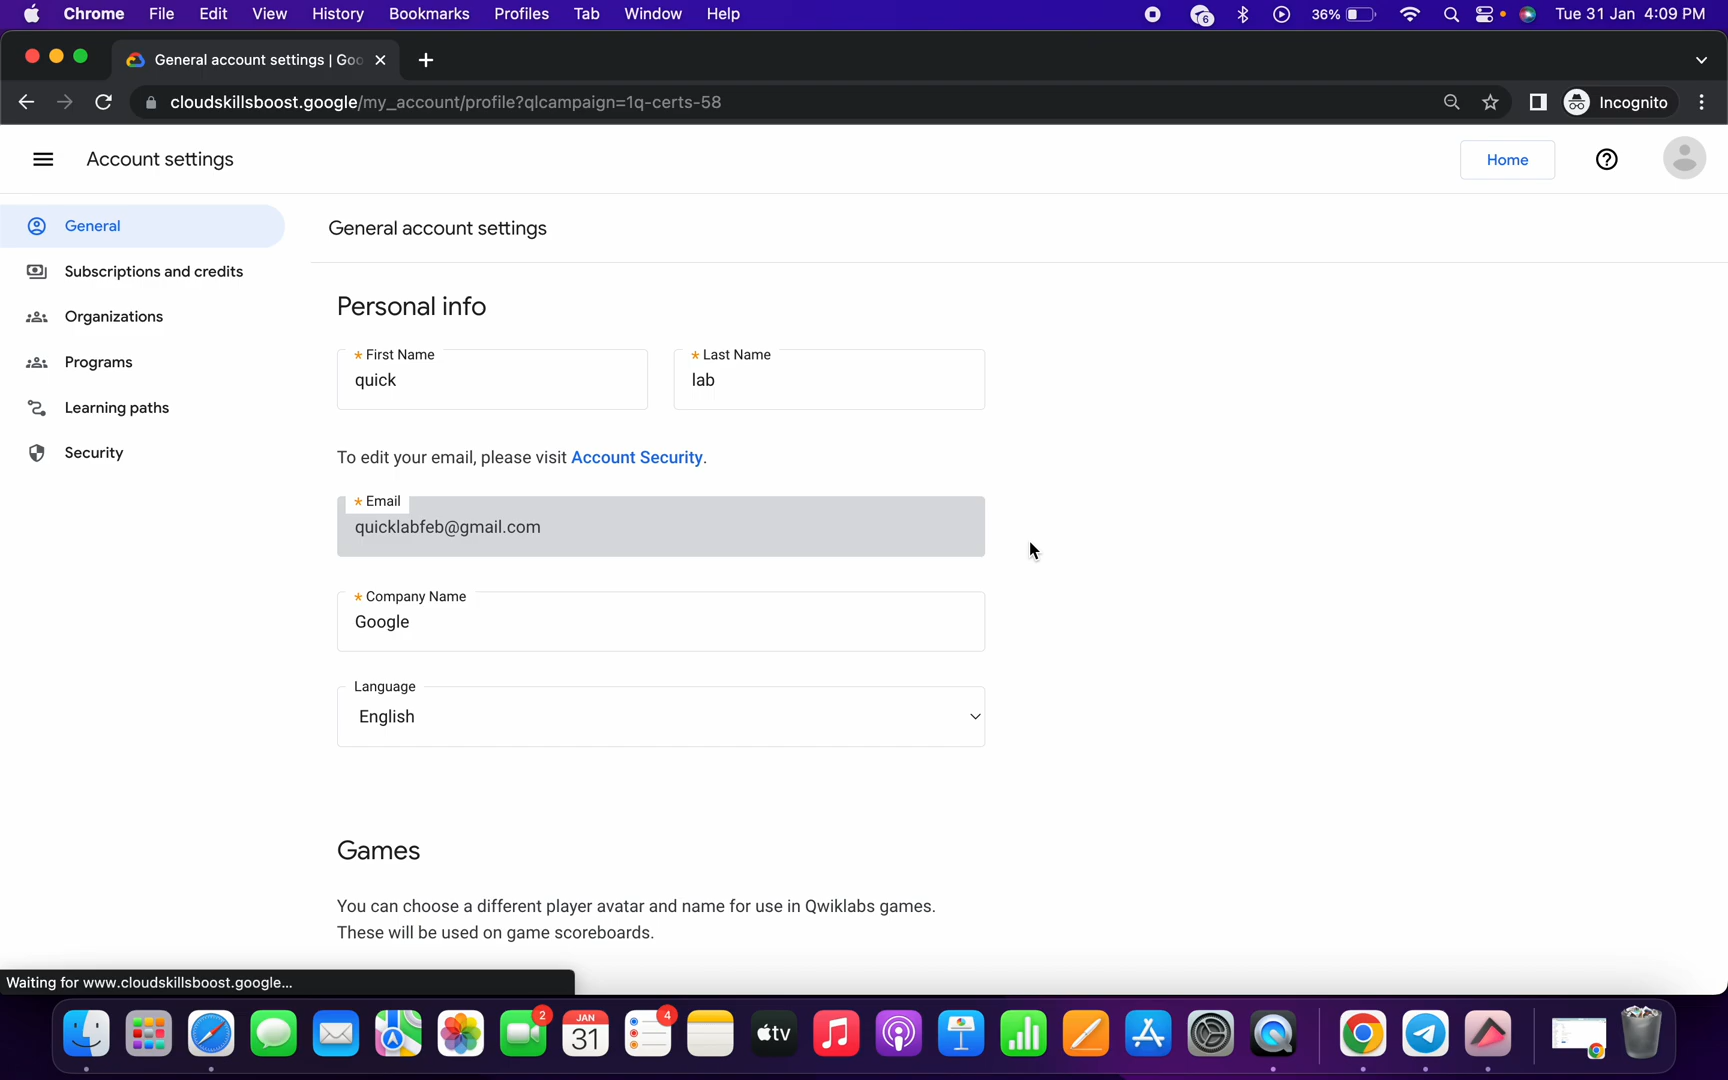 Chrome File Edit View History Bookmarks Profiles Tab Window Help 6 36% Tue 31 Jan 4:09 PM
General account settings | Goo
cloudskillsboost.google/my_account/profile?qlcampaign=1q-certs-58 Incognito
Account settings Home
General
Subscriptions and credits
Organizations
Programs
Learning paths
Security
General account settings
Personal info
* First Name
quick
* Last Name
lab
To edit your email, please visit Account Security.
* Email
quicklabfeb@gmail.com
* Company Name
Google
Language
English
Games
You can choose a different player avatar and name for use in Qwiklabs games.
These will be used on game scoreboards.
Waiting for www.cloudskillsboost.google...
2 JAN 31 4 tv